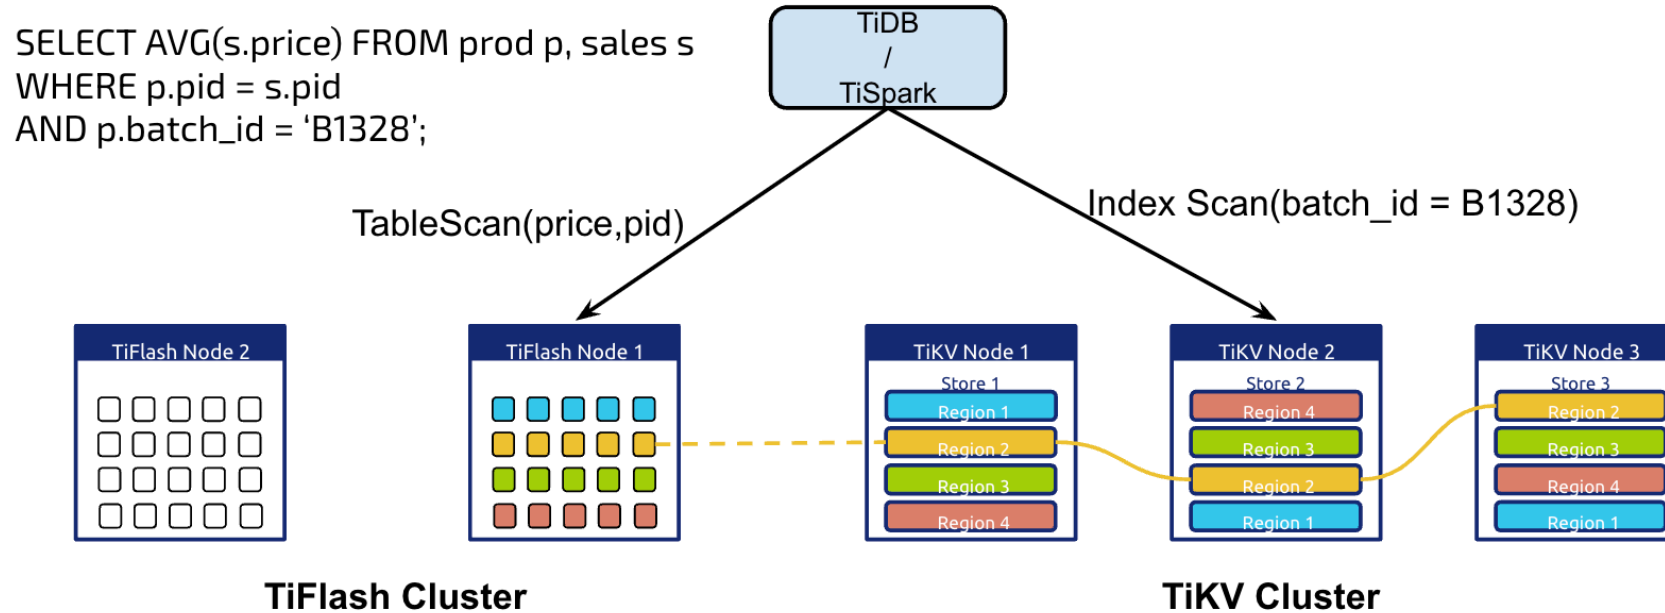 SELECT AVG(s.price) FROM prod p, sales s
WHERE p.pid = s.pid
AND p.batch_id = ‘B1328’;
TiDB
/
TiSpark
TableScan(price,pid)
Index Scan(batch_id = B1328)
TiFlash Node 2
TiFlash Node 1
TiKV Node 1
Store 1
Region 1
Region 2
Region 3
Region 4
TiKV Node 2
Store 2
Region 4
Region 3
Region 2
Region 1
TiKV Node 3
Store 3
Region 2
Region 3
Region 4
Region 1
TiFlash Cluster
TiKV Cluster